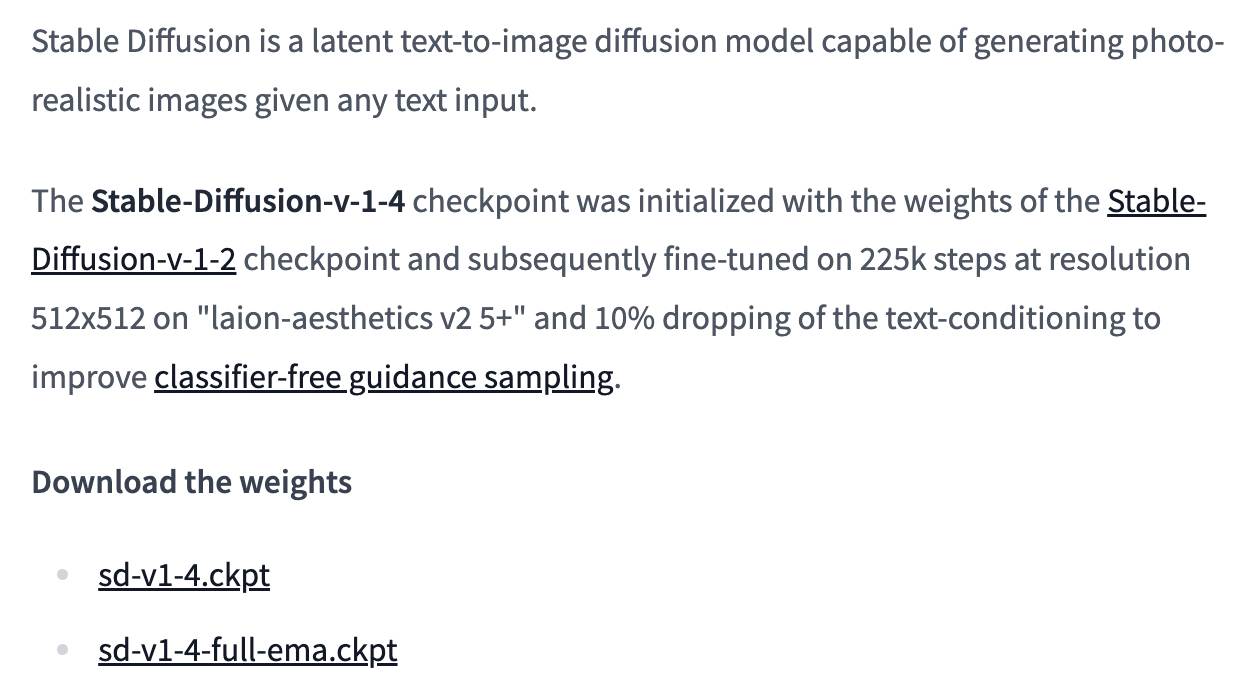 Stable Diffusion is a latent text-to-image diffusion model capable of generating photo-
realistic images given any text input.
The Stable-Diffusion-v-1-4 checkpoint was initialized with the weights of the Stable-
Diffusion-v-1-2 checkpoint and subsequently fine-tuned on 225k steps at resolution
512x512 on "laion-aesthetics v2 5+" and 10% dropping of the text-conditioning to
improve classifier-free guidance sampling.
Download the weights
• sd-v1-4.ckpt
• sd-v1-4-full-ema.ckpt